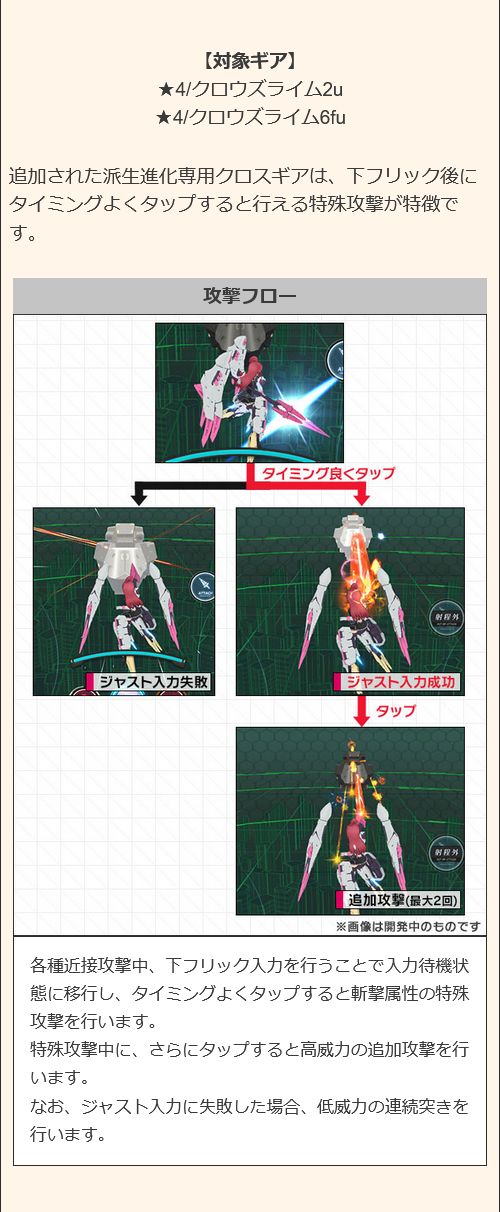 【対象ギア】
★4/クロウズライム2u
★4/クロウズライム6fu
追加された派生進化専用クロスギアは、下フリック後に
タイミングよくタップすると行える特殊攻撃が特徴で
す。
攻撃フロー
タイミング良くタップ
ATTACK
ジャスト入力失敗
射程外
ジャスト入力成功
タップ
射程外
追加攻撃(最大2回)
※画像は開発中のものです
各種近接攻撃中、下フリック入力を行うことで入力待機状
態に移行し、タイミングよくタップすると斬撃属性の特殊
攻撃を行います。
特殊攻撃中に、さらにタップすると高威力の追加攻撃を行
います。
なお、ジャスト入力に失敗した場合、低威力の連続突きを
行います。